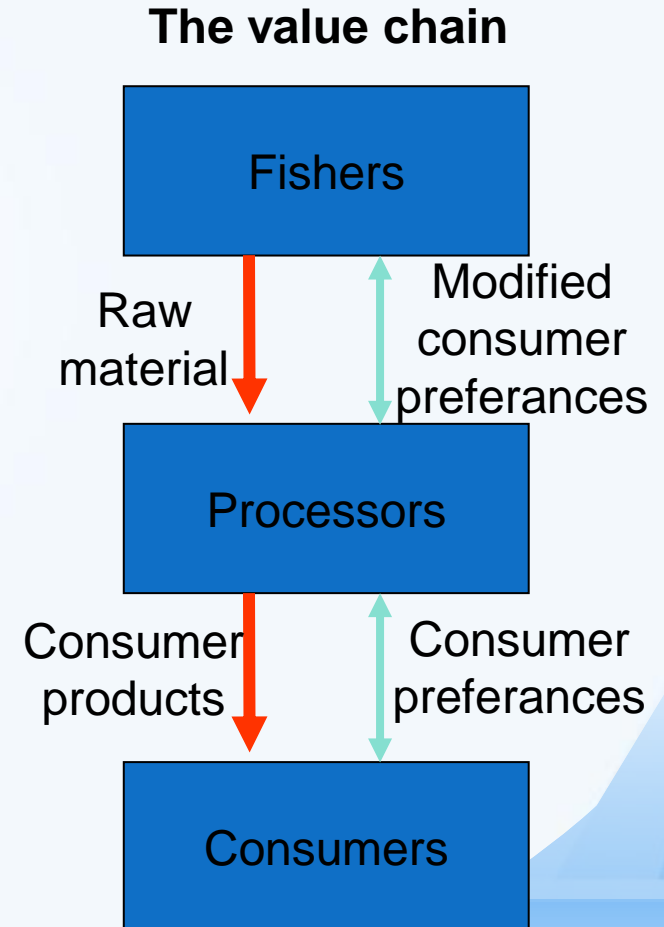 The value chain
Fishers
Raw
material
Modified
consumer
preferances
Processors
Consumer
products
Consumer
preferances
Consumers